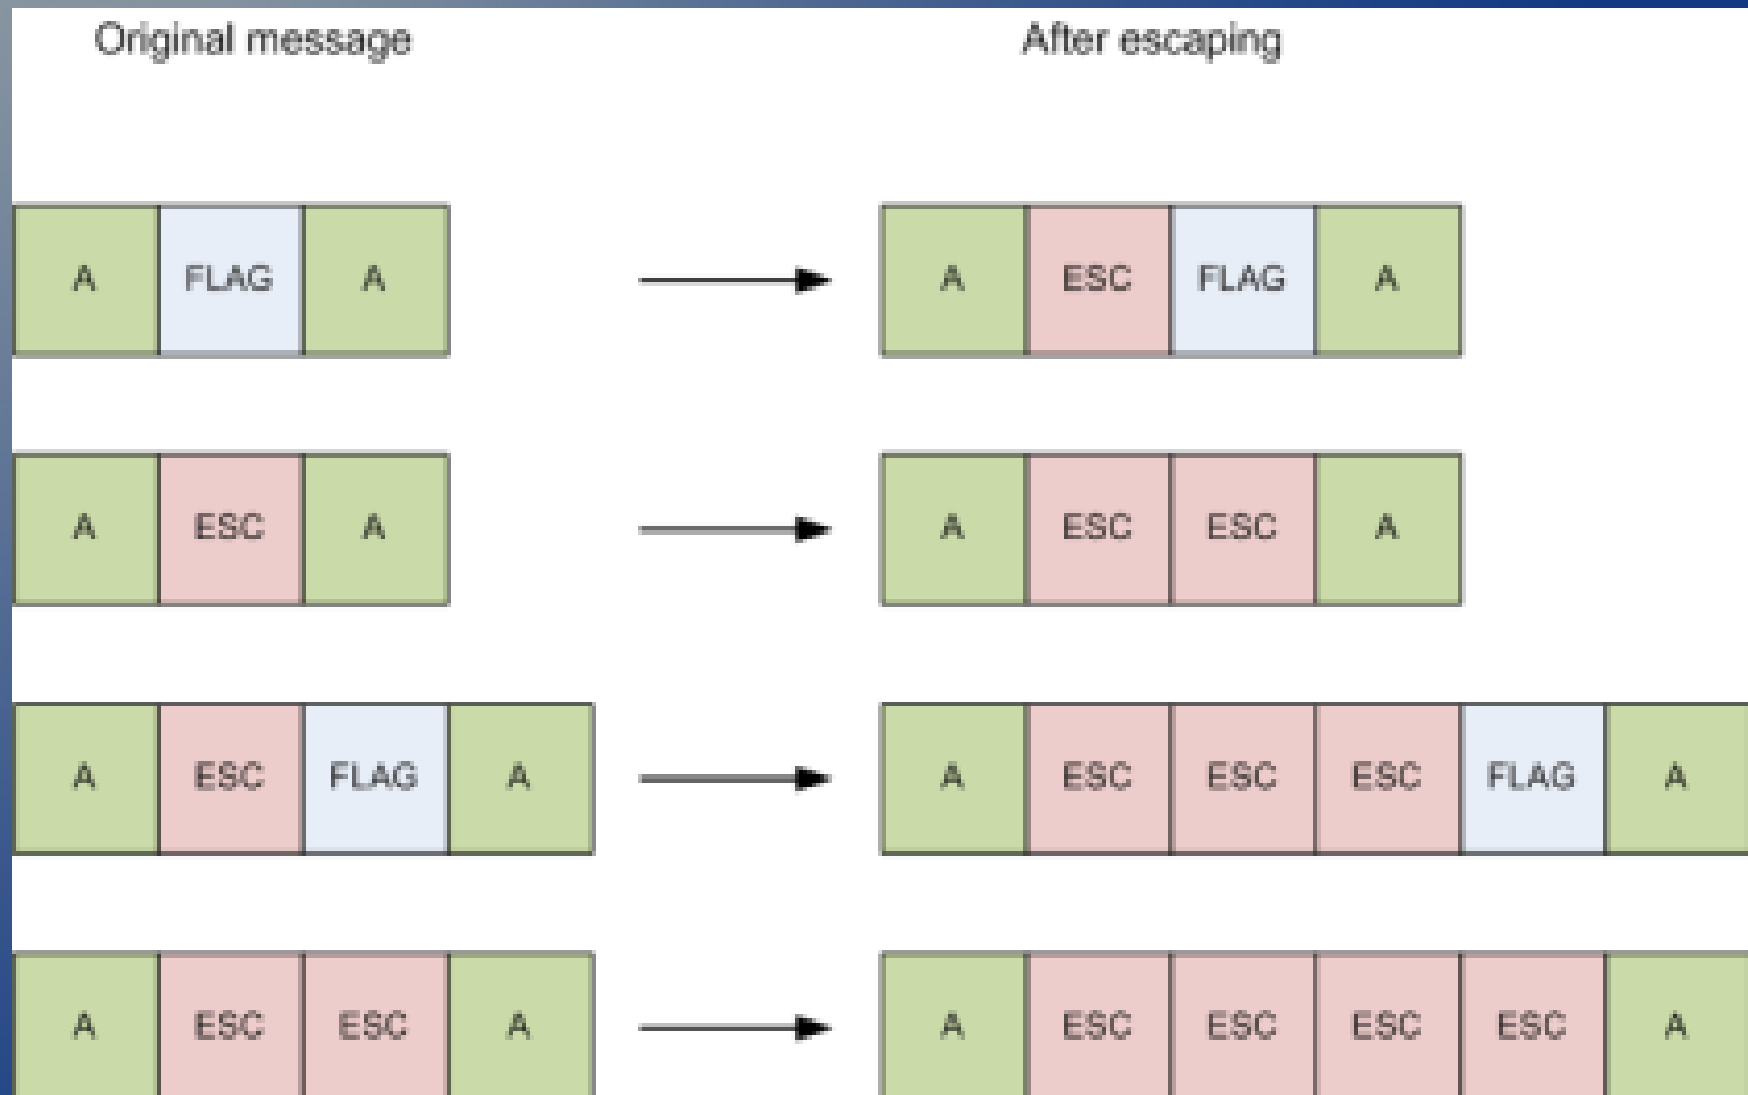 Original message After escaping
A FLAG A A ESC FLAG A
A ESC A A ESC ESC A
A ESC FLAG A A ESC ESC ESC FLAG A
A ESC ESC A A ESC ESC ESC ESC A